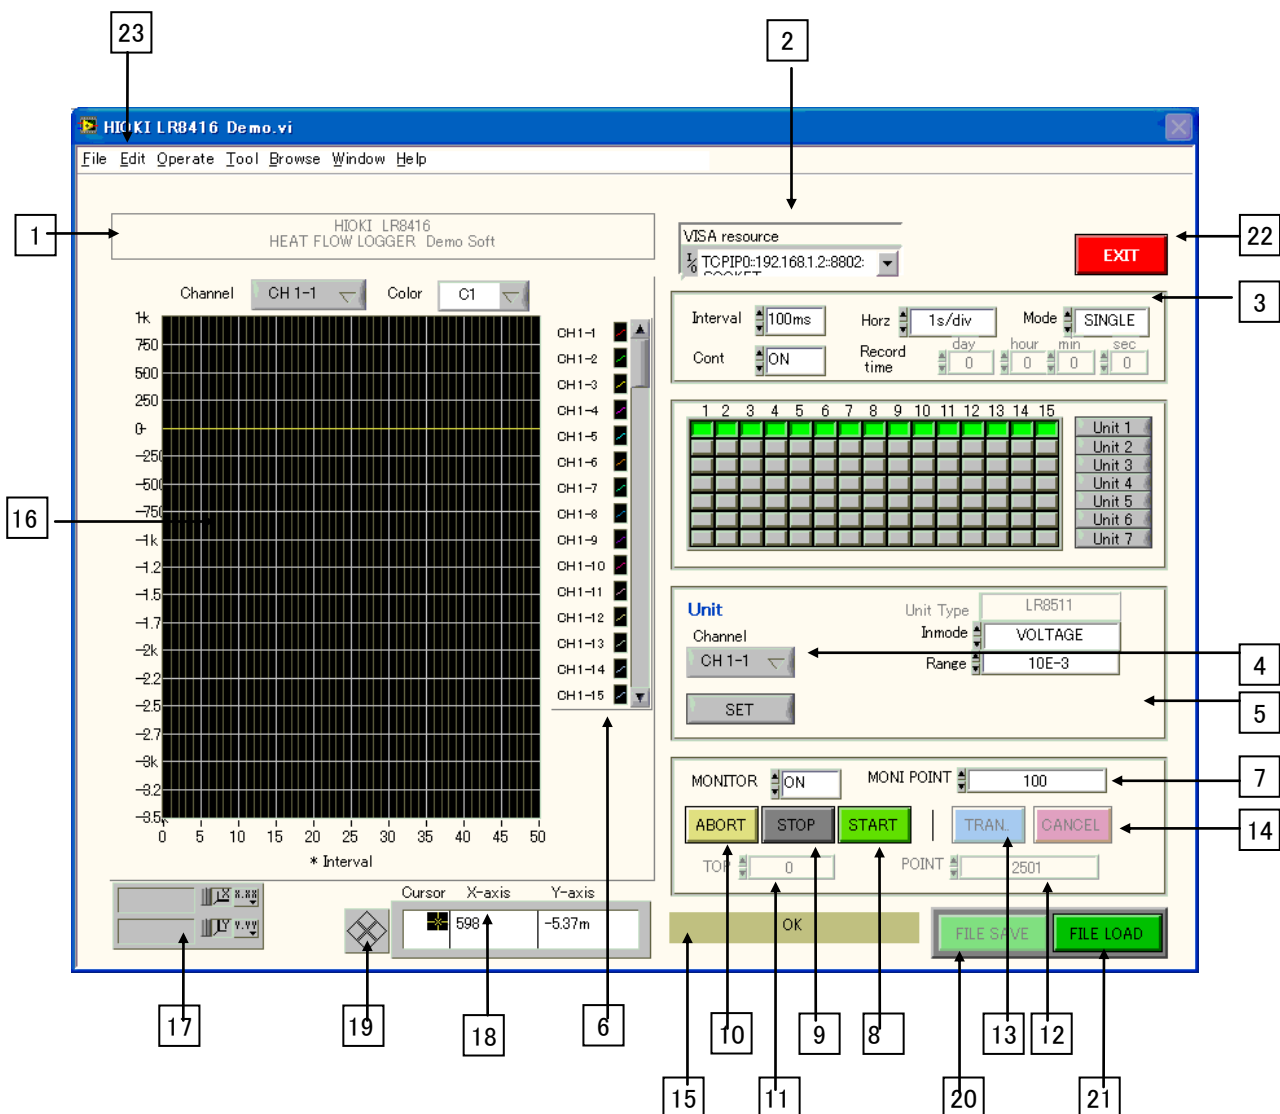 23
2
HIOKI LR8416 Demo.vi
File Edit Operate Tool Browse Window Help
1
HIOKI LR8416
HEAT FLOW LOGGER Demo Soft
VISA resource
TCPIP0::192.168.1.2::8802:
EXIT
22
3
Channel CH 1-1 Color C1
Interval 100ms Horz 1s/div Mode SINGLE
Cont ON Record time day 0 hour 0 min 0 sec 0
1k
750
500
250
0
-250
-500
-750
-1k
-1.2
-1.5
-1.7
-2k
-2.2
-2.5
-2.7
-3k
-3.2
-3.5
0 5 10 15 20 25 30 35 40 45 50
* Interval
16
CH1-1
CH1-2
CH1-3
CH1-4
CH1-5
CH1-6
CH1-7
CH1-8
CH1-9
CH1-10
CH1-11
CH1-12
CH1-13
CH1-14
CH1-15
1 2 3 4 5 6 7 8 9 10 11 12 13 14 15
Unit 1
Unit 2
Unit 3
Unit 4
Unit 5
Unit 6
Unit 7
Unit
Unit Type LR8511
Channel
Inmode VOLTAGE
CH 1-1
Range 10E-3
SET
4
5
MONITOR ON MONI POINT 100
7
ABORT STOP START TRAN.. CANCEL
14
TOP 0 POINT 2501
X.XX
Y.YY
Cursor X-axis Y-axis
598 -5.37m
OK
FILE SAVE FILE LOAD
17 19 18 6 10 9 8 13 12
15 11 20 21